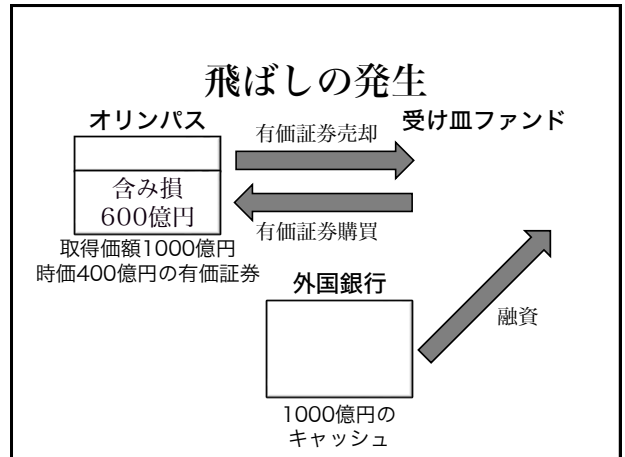 飛ばしの発生
オリンパス
有価証券売却
受け皿ファンド
含み損
600億円
有価証券購買
取得価額1000億円
時価400億円の有価証券
外国銀行
融資
1000億円の
キャッシュ